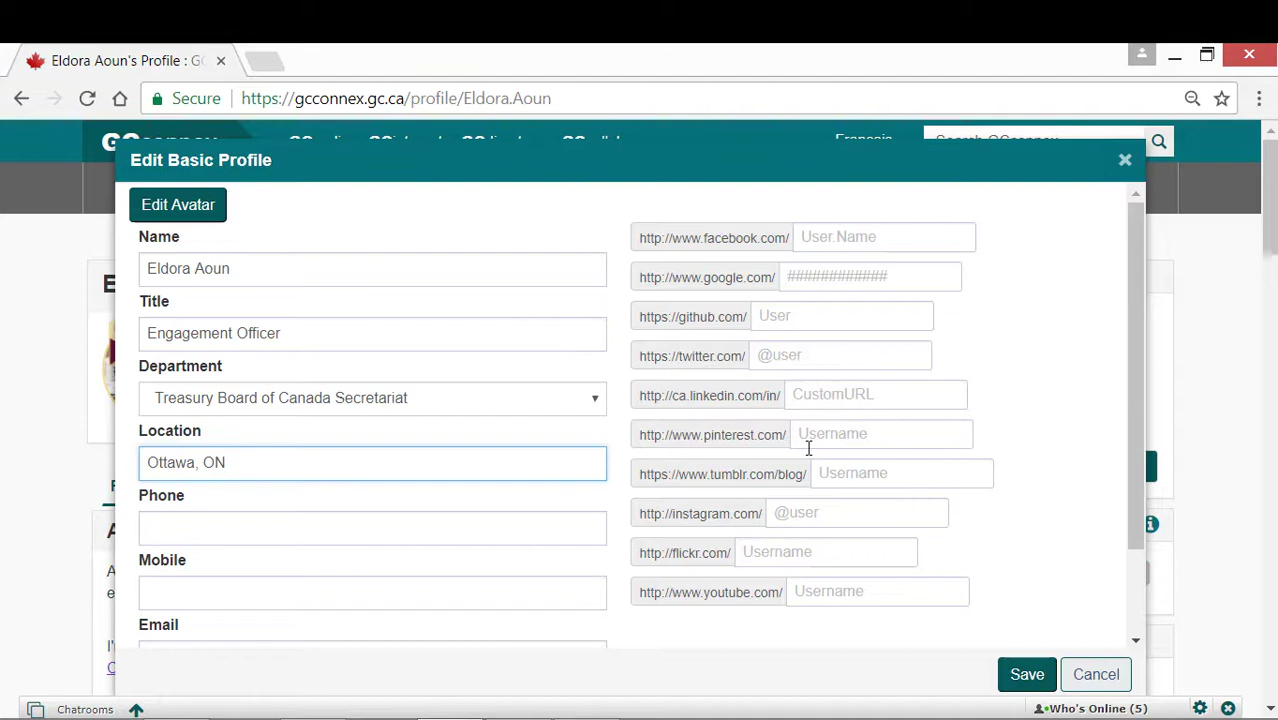 Eldora Aoun's Profile : GC
Secure https://gcconnex.gc.ca/profile/Eldora.Aoun
Français
Search GCconnex
Edit Basic Profile
Edit Avatar
Name
Eldora Aoun
Title
Engagement Officer
Department
Treasury Board of Canada Secretariat
Location
Ottawa, ON
Phone
Mobile
Email
http://www.facebook.com/ User.Name
http://www.google.com/ ############
https://github.com/ User
https://twitter.com/ @user
http://ca.linkedin.com/in/ CustomURL
http://www.pinterest.com/ Username
https://www.tumblr.com/blog/ Username
http://instagram.com/ @user
http://flickr.com/ Username
http://www.youtube.com/ Username
Save Cancel
Chatrooms
Who's Online (5)